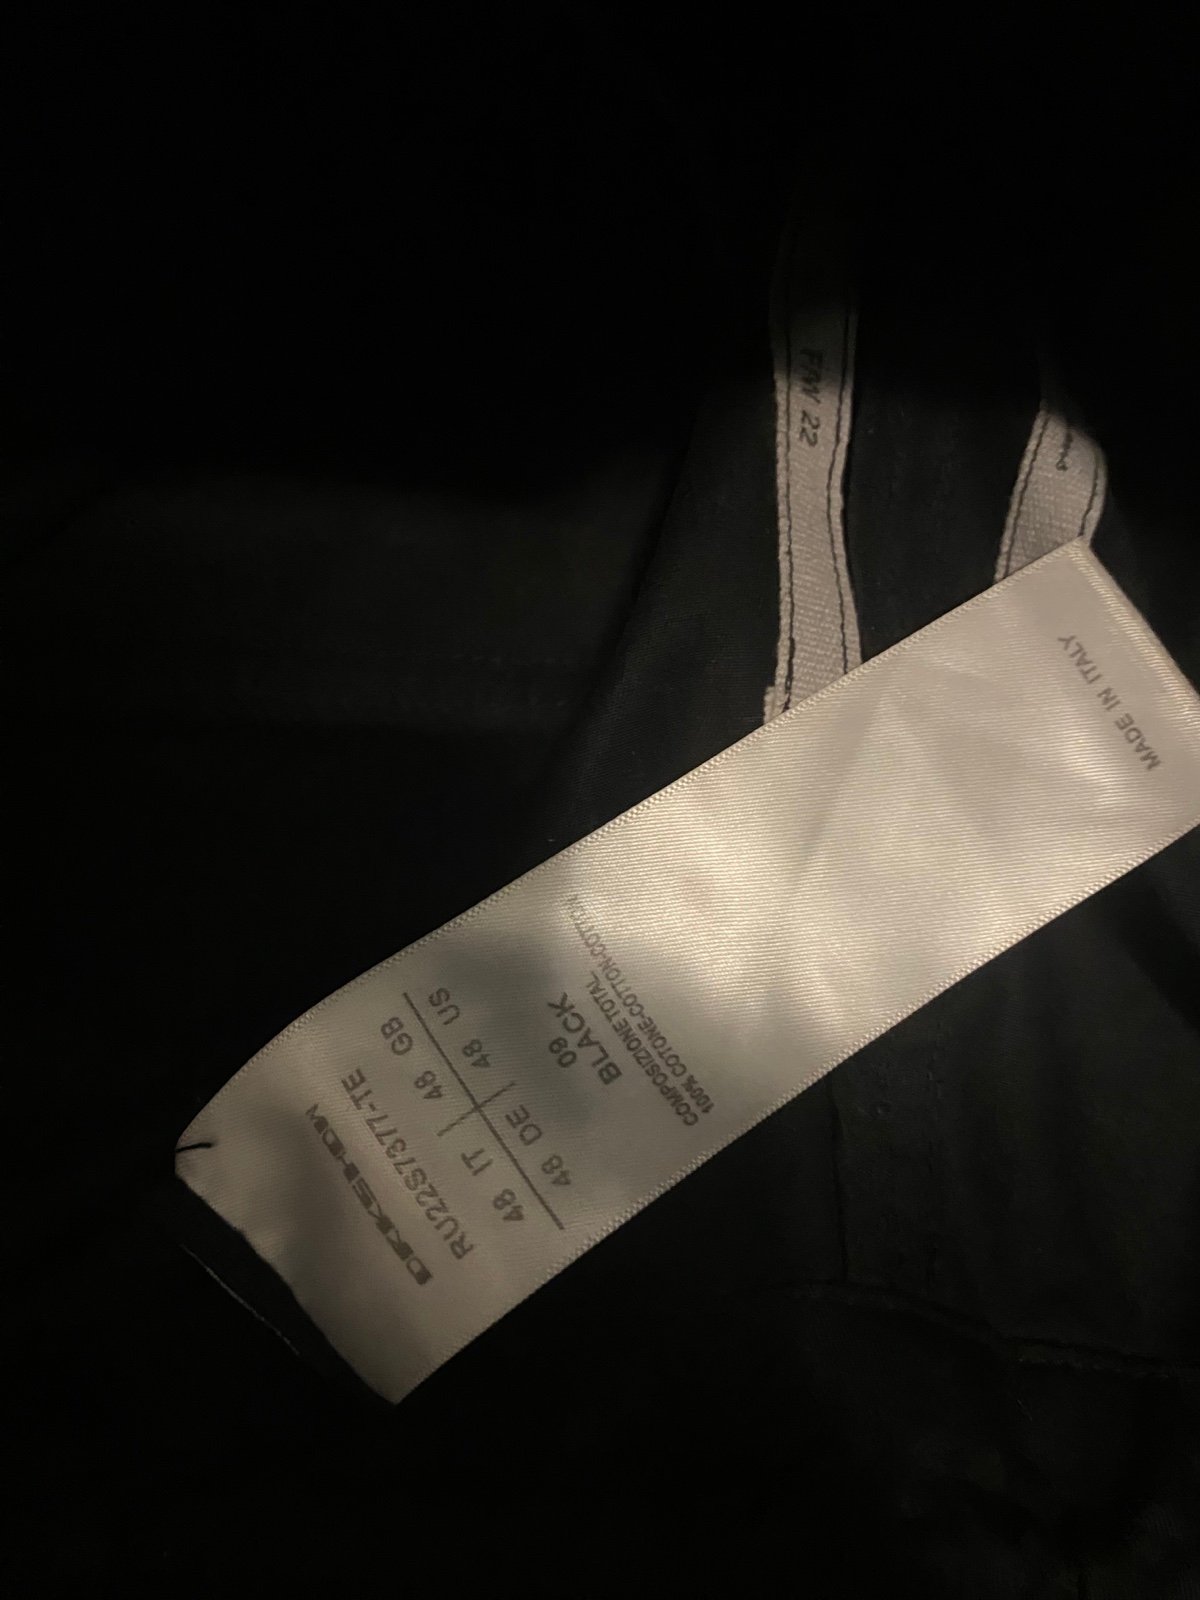 F/W 22
MADE IN ITALY
DRKSHDW
RU22S7377-TE
48 IT | 48 GB
48 DE | 48 US
09
BLACK
COMPOSIZIONE TOTAL
100% COTONE-COTTON-COTTON